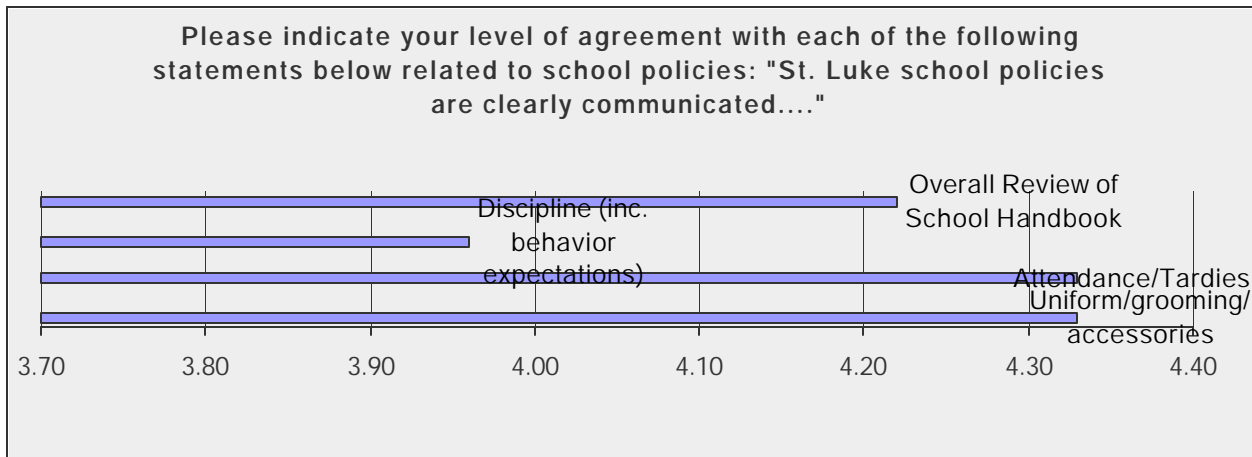 Please indicate your level of agreement with each of the following
statements below related to school policies: "St. Luke school policies
are clearly communicated...."
Overall Review of
School Handbook
Discipline (inc.
behavior
expectations)
Attendance/Tardies
Uniform/grooming/
accessories
3.70 3.80 3.90 4.00 4.10 4.20 4.30 4.40